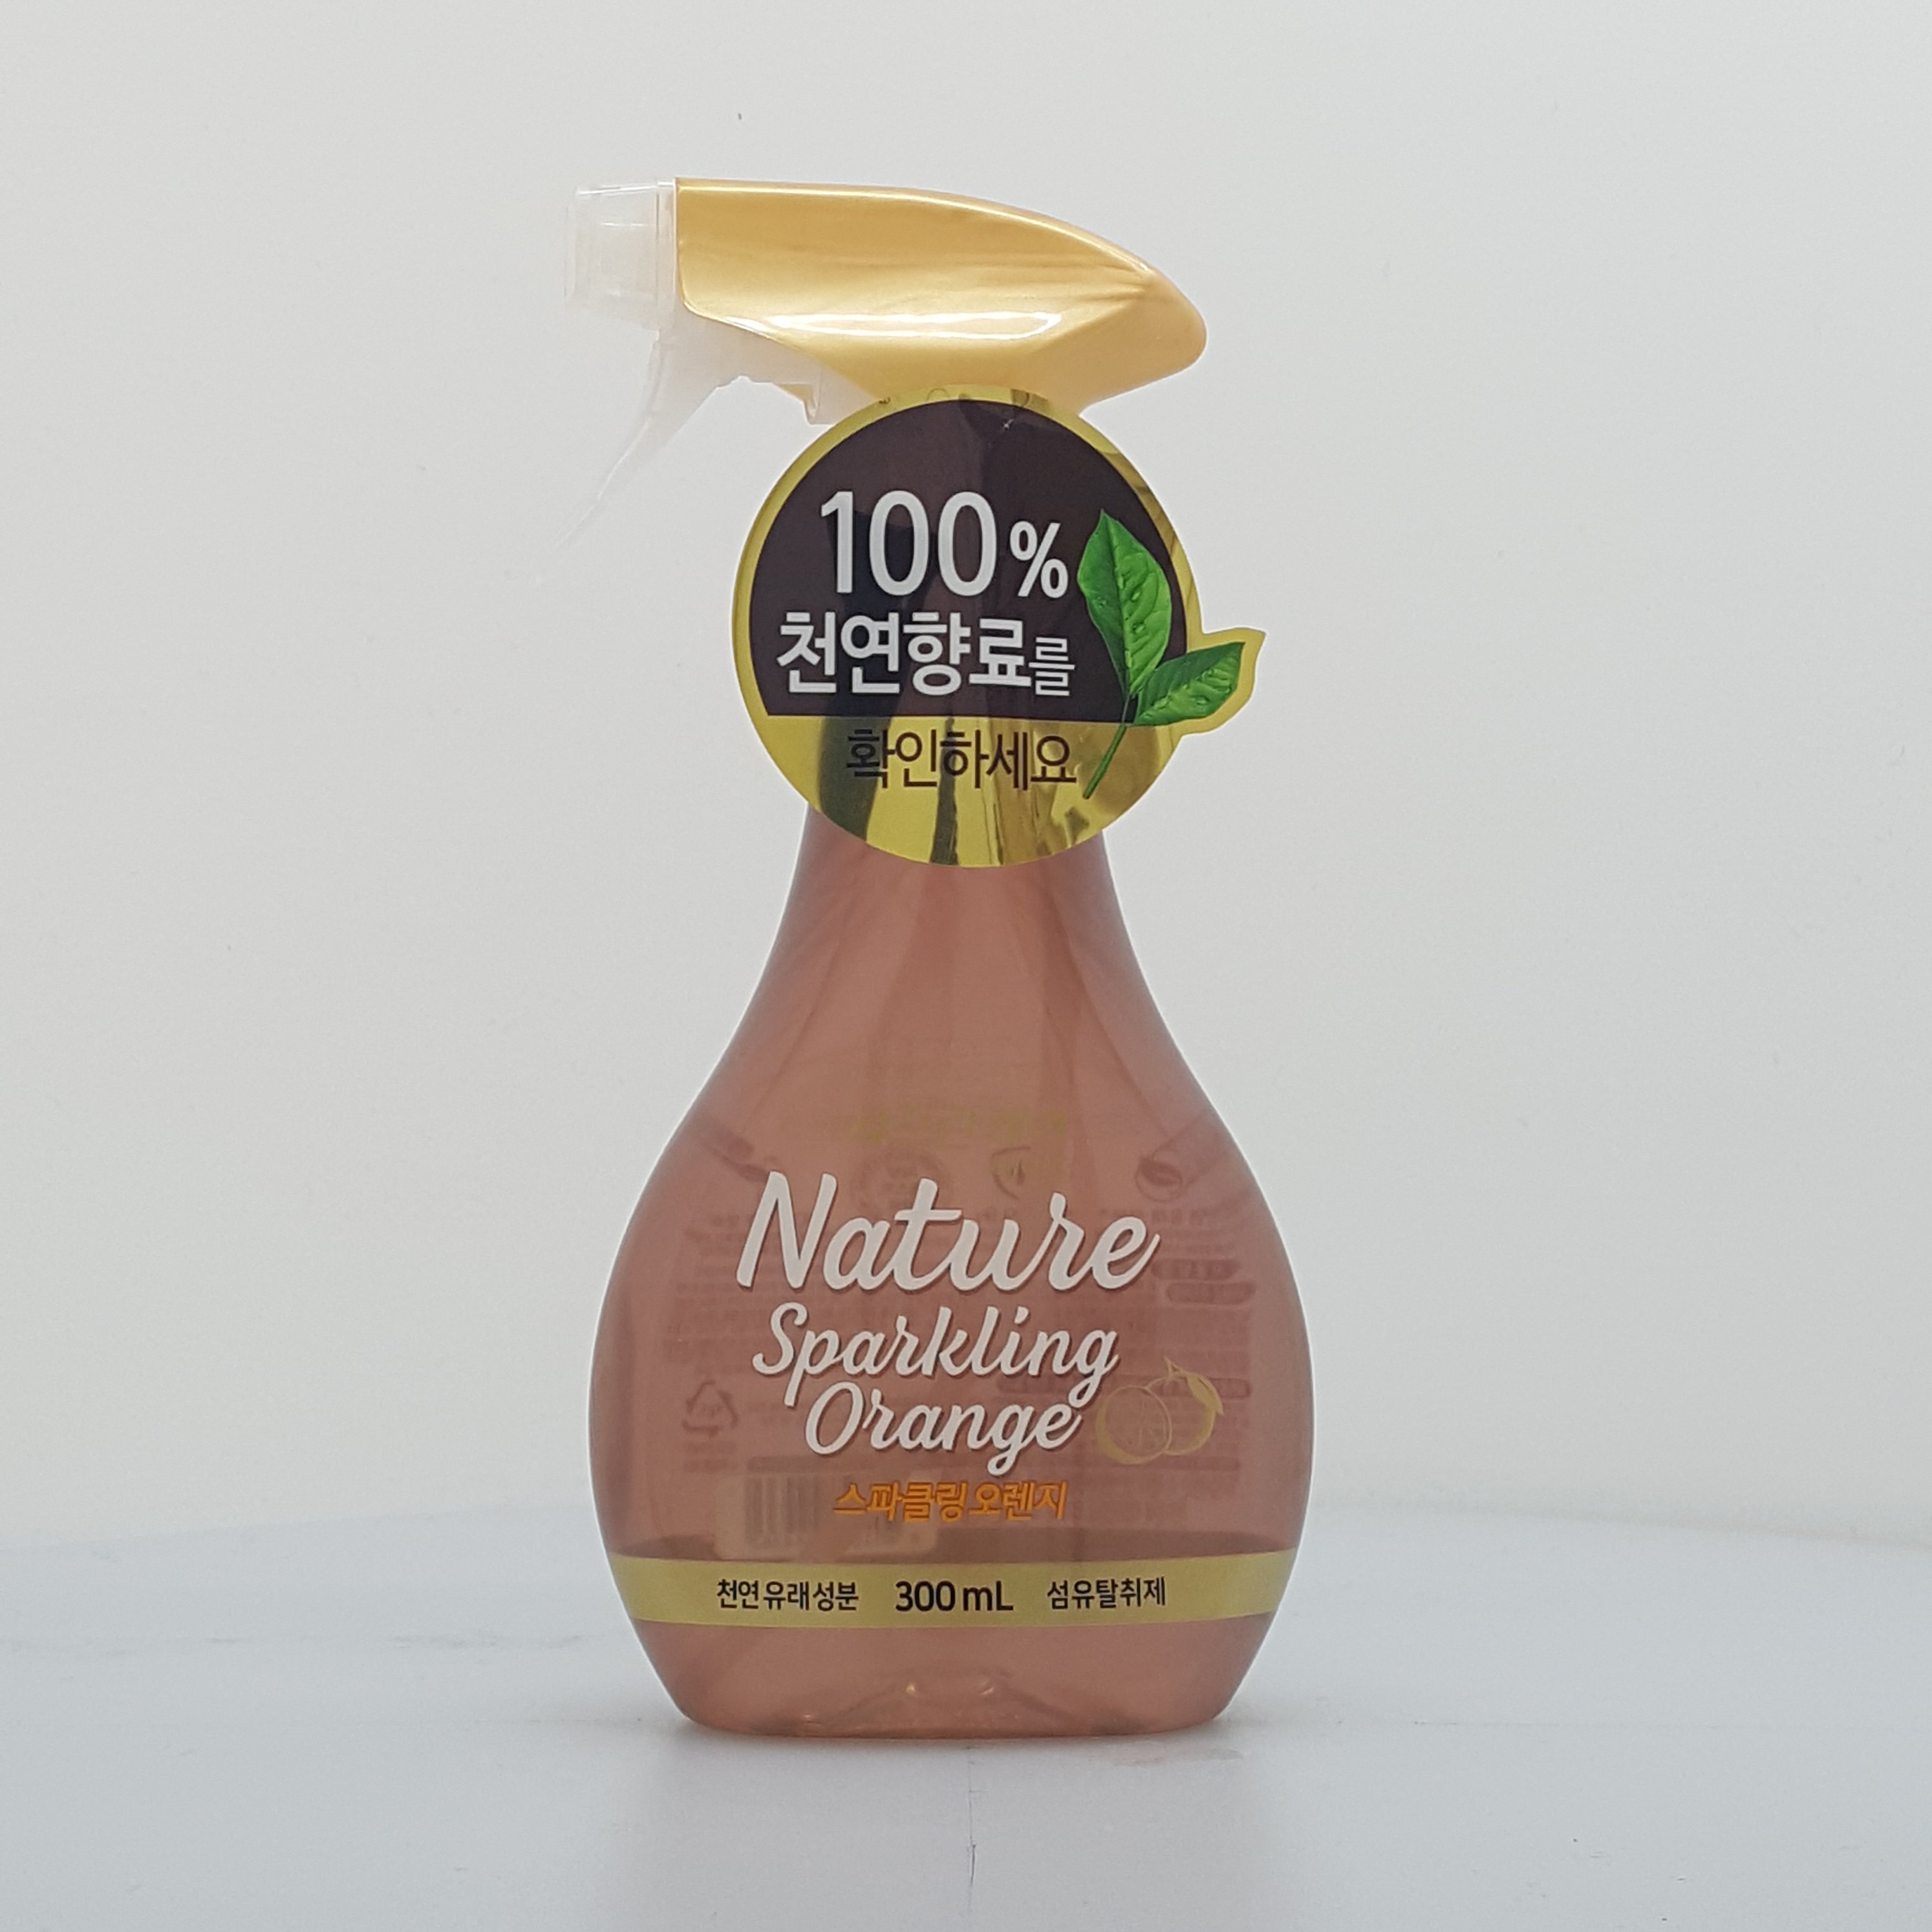 100%
천연향료를
확인하세요
Nature
Sparkling
Orange
스파클링 오렌지
천연 유래 성분 300 mL 섬유탈취제